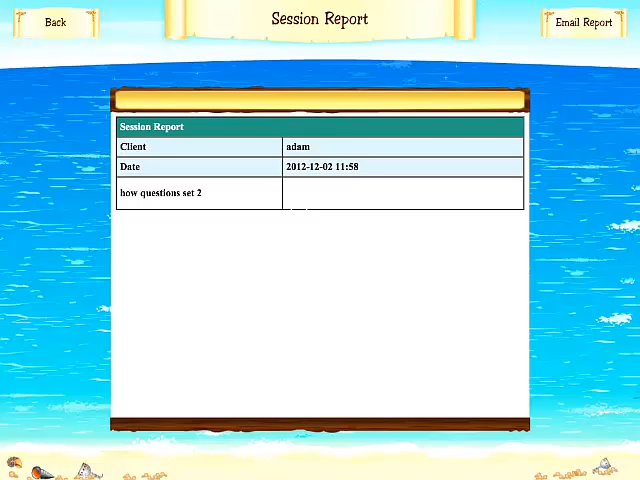 Back
Session Report
Email Report
Session Report
Client adam
Date 2012-12-02 11:58
how questions set 2